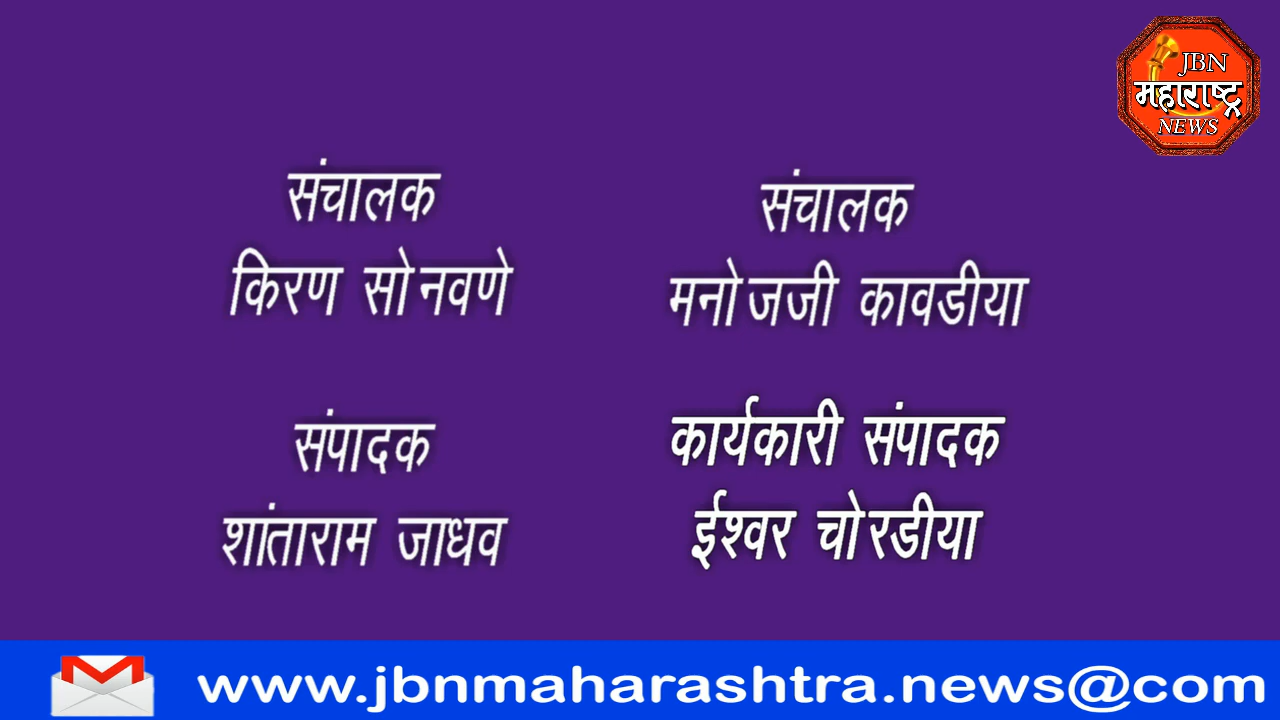 JBN
महाराष्ट्र
NEWS
संचालक
किरण सोनवणे
संचालक
मनोजजी कावडीया
संपादक
शांताराम जाधव
कार्यकारी संपादक
ईश्वर चोरडीया
www.jbnmaharashtra.news@com